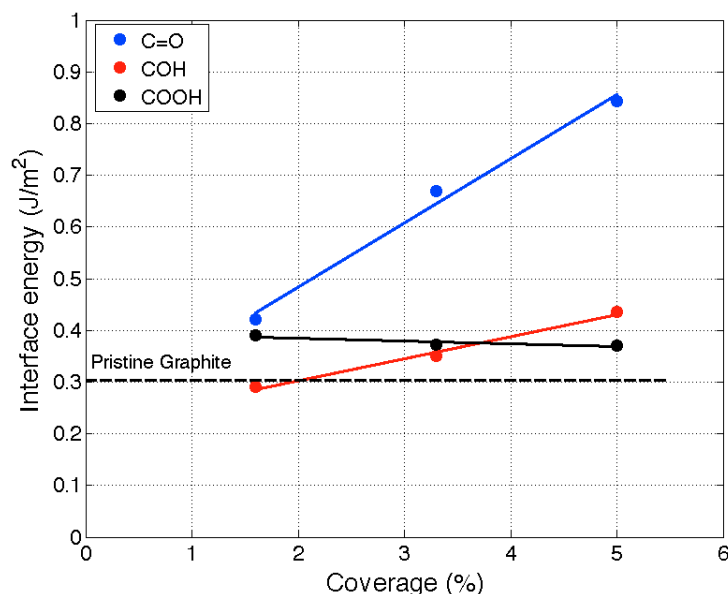 1
0.9
0.8
0.7
0.6
0.5
0.4
0.3
0.2
0.1
0
Interface energy (J/m²)
C=O
COH
COOH
Pristine Graphite
0 1 2 3 4 5 6
Coverage (%)